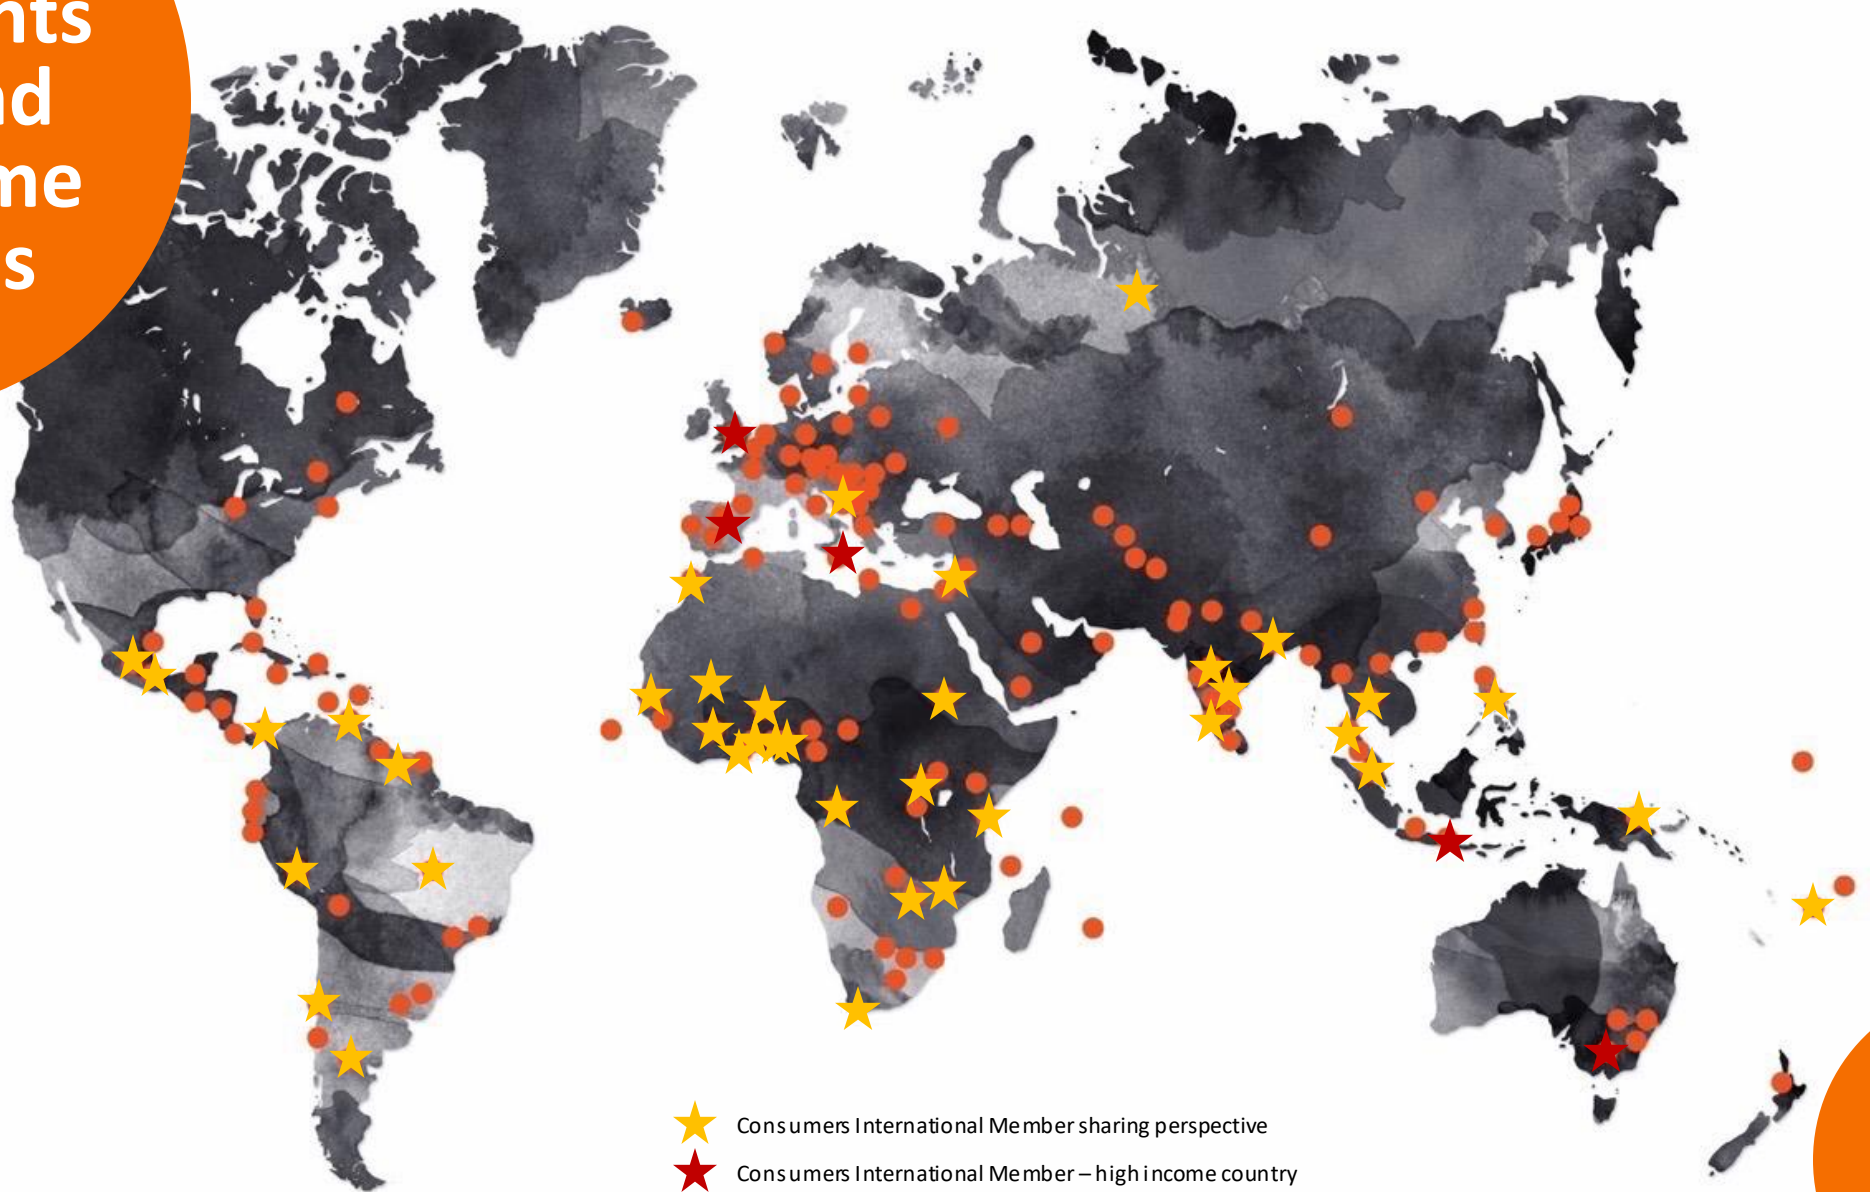 nts
nd
me
s
Consumers International Member sharing perspective
Consumers International Member – high income country